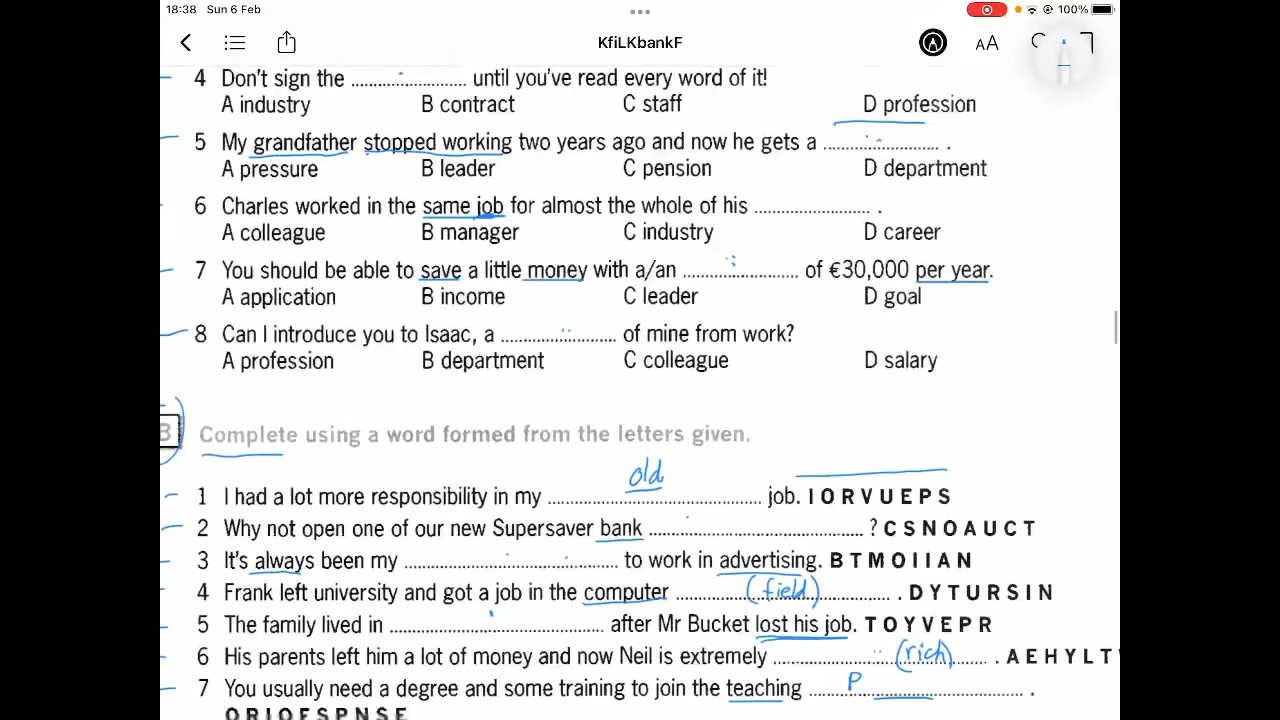 18:38 Sun 6 Feb 100%
KfiLKbankF AA
4 Don't sign the ........................ until you've read every word of it!
A industry B contract C staff D profession
5 My grandfather stopped working two years ago and now he gets a ........................ .
A pressure B leader C pension D department
6 Charles worked in the same job for almost the whole of his ........................ .
A colleague B manager C industry D career
7 You should be able to save a little money with a/an ........................ of €30,000 per year.
A application B income C leader D goal
8 Can I introduce you to Isaac, a ........................ of mine from work?
A profession B department C colleague D salary
B Complete using a word formed from the letters given.
old
1 I had a lot more responsibility in my ........................ job. I O R V U E P S
2 Why not open one of our new Supersaver bank ........................ ? C S N O A U C T
3 It's always been my ........................ to work in advertising. B T M O I I A N
4 Frank left university and got a job in the computer ........................ (field) . D Y T U R S I N
5 The family lived in ........................ after Mr Bucket lost his job. T O Y V E P R
6 His parents left him a lot of money and now Neil is extremely ........................ (rich) . A E H Y L T
7 You usually need a degree and some training to join the teaching P ........................ .
O R I O F S P N S E